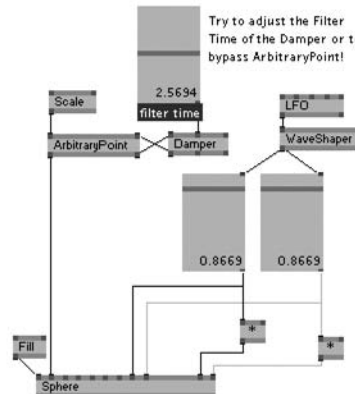 Try to adjust the Filter
Time of the Damper or t
bypass ArbitraryPoint!
2.5694
filter time
Scale
LFO
ArbitraryPoint
Damper
WaveShaper
0.8669
0.8669
*
*
Fill
Sphere